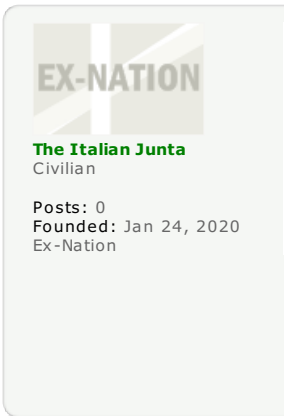 EX-NATION
The Italian Junta
Civilian
Posts: 0
Founded: Jan 24, 2020
Ex-Nation